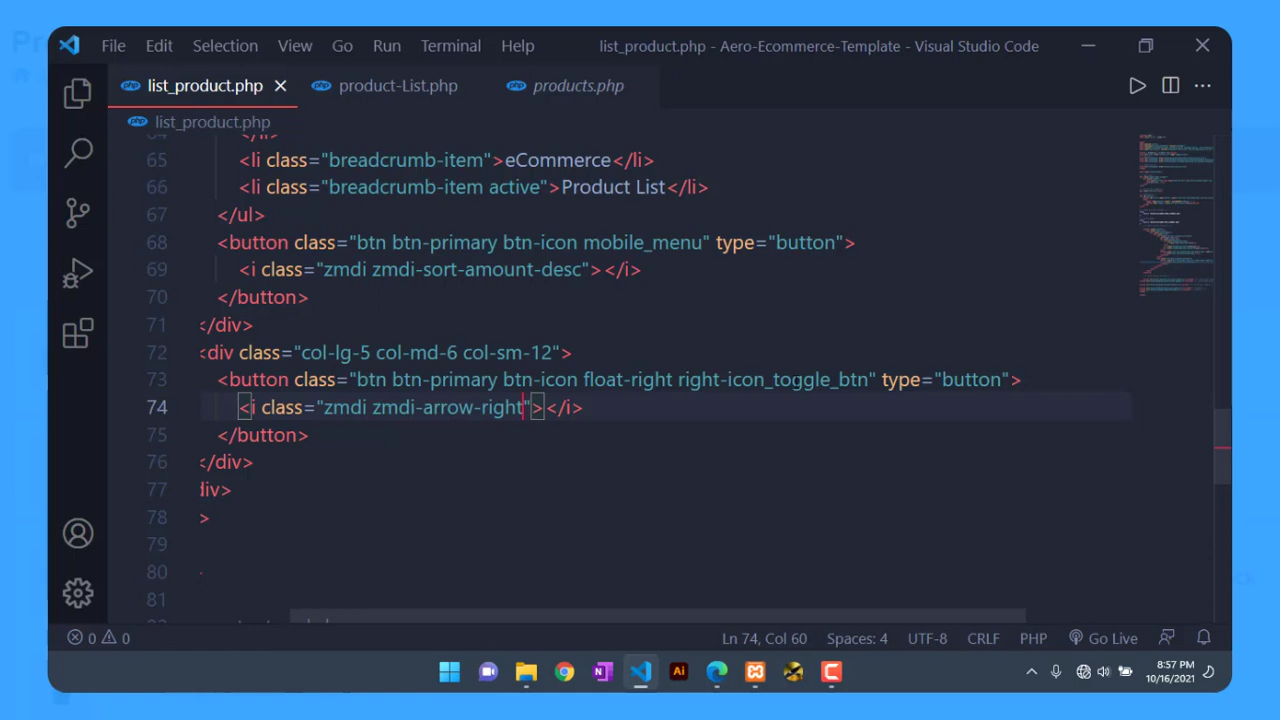 File Edit Selection View Go Run Terminal Help list_product.php - Aero-Ecommerce-Template - Visual Studio Code
list_product.php product-List.php products.php
list_product.php
65 <li class="breadcrumb-item">eCommerce</li>
66 <li class="breadcrumb-item active">Product List</li>
67 </ul>
68 <button class="btn btn-primary btn-icon mobile_menu" type="button">
69 <i class="zmdi zmdi-sort-amount-desc"></i>
70 </button>
71 </div>
72 <div class="col-lg-5 col-md-6 col-sm-12">
73 <button class="btn btn-primary btn-icon float-right right-icon_toggle_btn" type="button">
74 <i class="zmdi zmdi-arrow-right"></i>
75 </button>
76 </div>
77 div>
78 >
79
80
81
0 0 Ln 74, Col 60 Spaces: 4 UTF-8 CRLF PHP Go Live
8:57 PM
10/16/2021